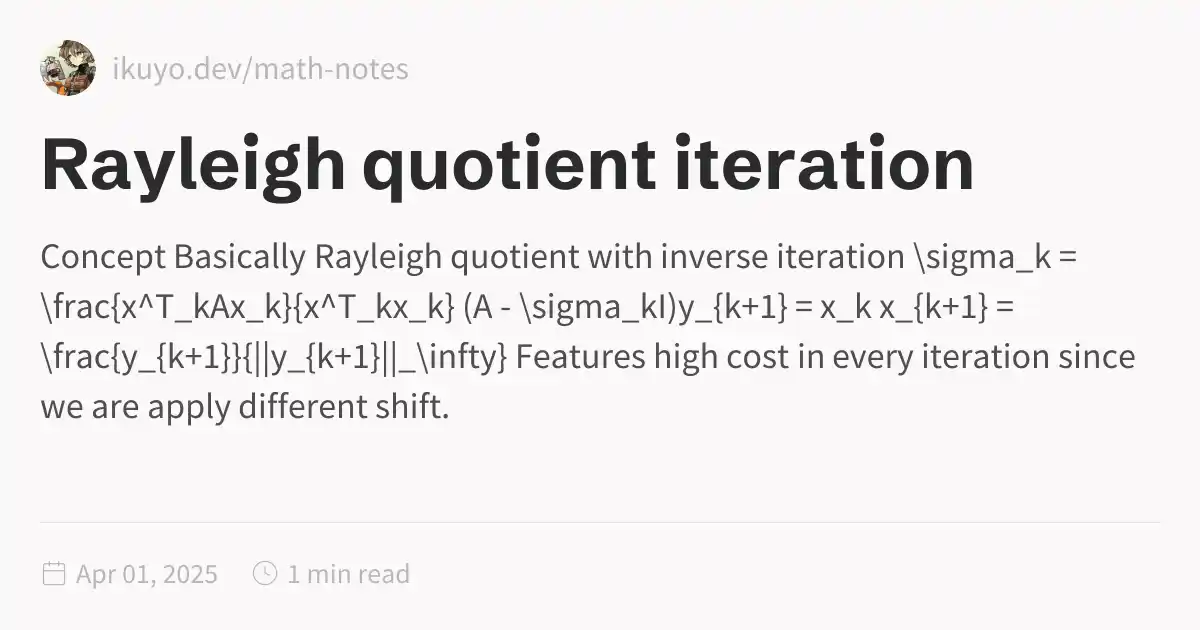 ikuyo.dev/math-notes
Rayleigh quotient iteration
Concept Basically Rayleigh quotient with inverse iteration \sigma_k =
\frac{x^T_kAx_k}{x^T_kx_k} (A - \sigma_kI)y_{k+1} = x_k x_{k+1} =
\frac{y_{k+1}}{||y_{k+1}||_\infty} Features high cost in every iteration since
we are apply different shift.
Apr 01, 2025
1 min read